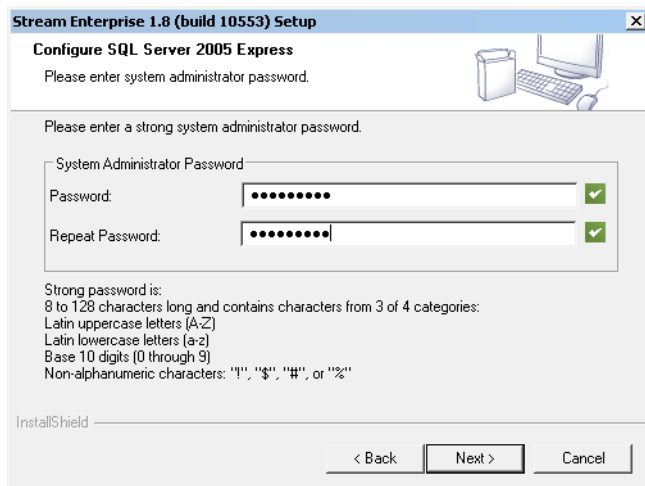 Stream Enterprise 1.8 (build 10553) Setup
Configure SQL Server 2005 Express
Please enter system administrator password.
Please enter a strong system administrator password.
System Administrator Password
Password: ●●●●●●●●●
Repeat Password: ●●●●●●●●●
Strong password is:
8 to 128 characters long and contains characters from 3 of 4 categories:
Latin uppercase letters (A-Z)
Latin lowercase letters (a-z)
Base 10 digits (0 through 9)
Non-alphanumeric characters: "!", "$", "#", or "%"
InstallShield
< Back Next > Cancel